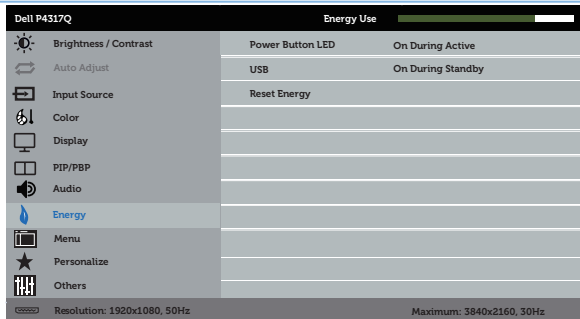 Dell P4317Q Energy Use
Brightness / Contrast Power Button LED On During Active
Auto Adjust USB On During Standby
Input Source Reset Energy
Color
Display
PIP/PBP
Audio
Energy
Menu
Personalize
Others
Resolution: 1920x1080, 50Hz Maximum: 3840x2160, 30Hz